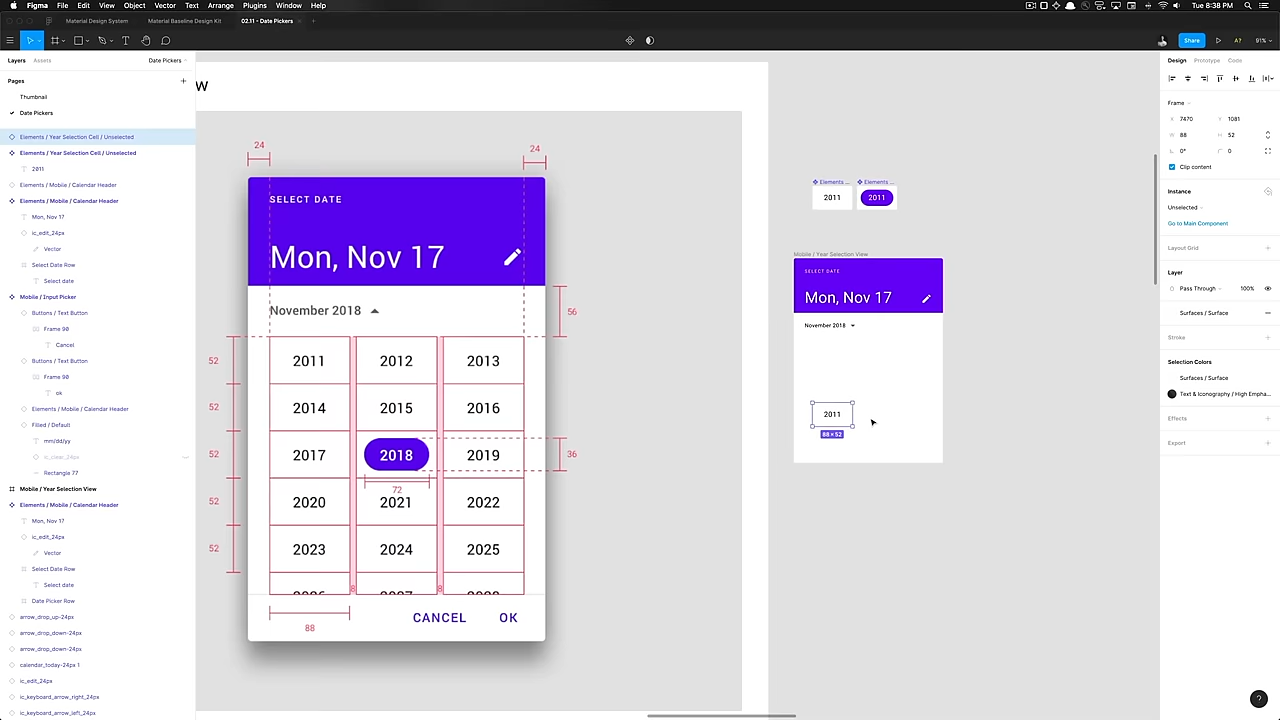 Figma File Edit View Object Vector Text Arrange Plugins Window Help
Tue 8:38 PM
Material Design System
Material Baseline Design Kit
02.11 - Date Pickers
Share
A?
91%
Layers Assets
Date Pickers
Pages
Thumbnail
Date Pickers
Elements / Year Selection Cell / Unselected
Elements / Year Selection Cell / Unselected
2011
Elements / Mobile / Calendar Header
Elements / Mobile / Calendar Header
Mon, Nov 17
ic_edit_24px
Vector
Select Date Row
Select date
Mobile / Input Picker
Buttons / Text Button
Frame 90
Cancel
Buttons / Text Button
Frame 90
ok
Elements / Mobile / Calendar Header
Filled / Default
mm/dd/yy
ic_clear_24px
Rectangle 77
Mobile / Year Selection View
Elements / Mobile / Calendar Header
Mon, Nov 17
ic_edit_24px
Vector
Select Date Row
Select date
Date Picker Row
arrow_drop_up-24px
arrow_drop_down-24px
arrow_drop_down-24px
calendar_today-24px 1
ic_edit_24px
ic_keyboard_arrow_right_24px
ic_keyboard_arrow_left_24px
w
24
24
SELECT DATE
Mon, Nov 17
November 2018
56
52
2011 2012 2013
52
2014 2015 2016
52
2017 2018 2019
36
72
52
2020 2021 2022
52
2023 2024 2025
2026 2027 2028
8
8
CANCEL OK
88
Elements ...
Elements ...
2011
2011
Mobile / Year Selection View
SELECT DATE
Mon, Nov 17
November 2018
2011
88 × 52
Design Prototype Code
Frame
X 7470 Y 1081
W 88 H 52
0° 0
Clip content
Instance
Unselected
Go to Main Component
Layout Grid
Layer
Pass Through 100%
Surfaces / Surface
Stroke
Selection Colors
Surfaces / Surface
Text & Iconography / High Empha...
Effects
Export
?